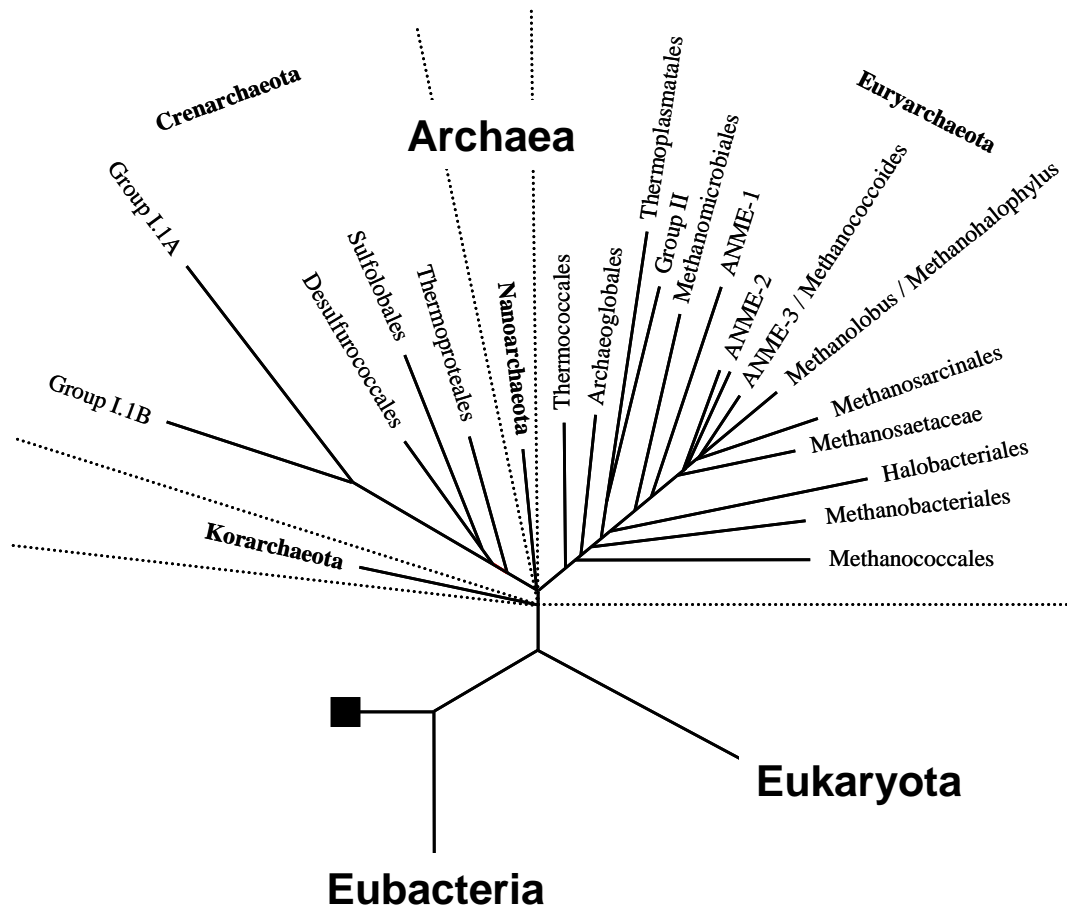 Crenarchaeota
Archaea
Euryarchaeota
Group I.1A
Group I.1B
Desulfurococcales
Sulfolobales
Thermoproteales
Nanoarchaeota
Thermococcales
Archaeoglobales
Thermoplasmatales
Group II
Methanomicrobiales
ANME-1
ANME-2
ANME-3 / Methanococcoides
Methanolobus / Methanohalophylus
Methanosarcinales
Methanosaetaceae
Halobacteriales
Methanobacteriales
Methanococcales
Korarchaeota
Eukaryota
Eubacteria